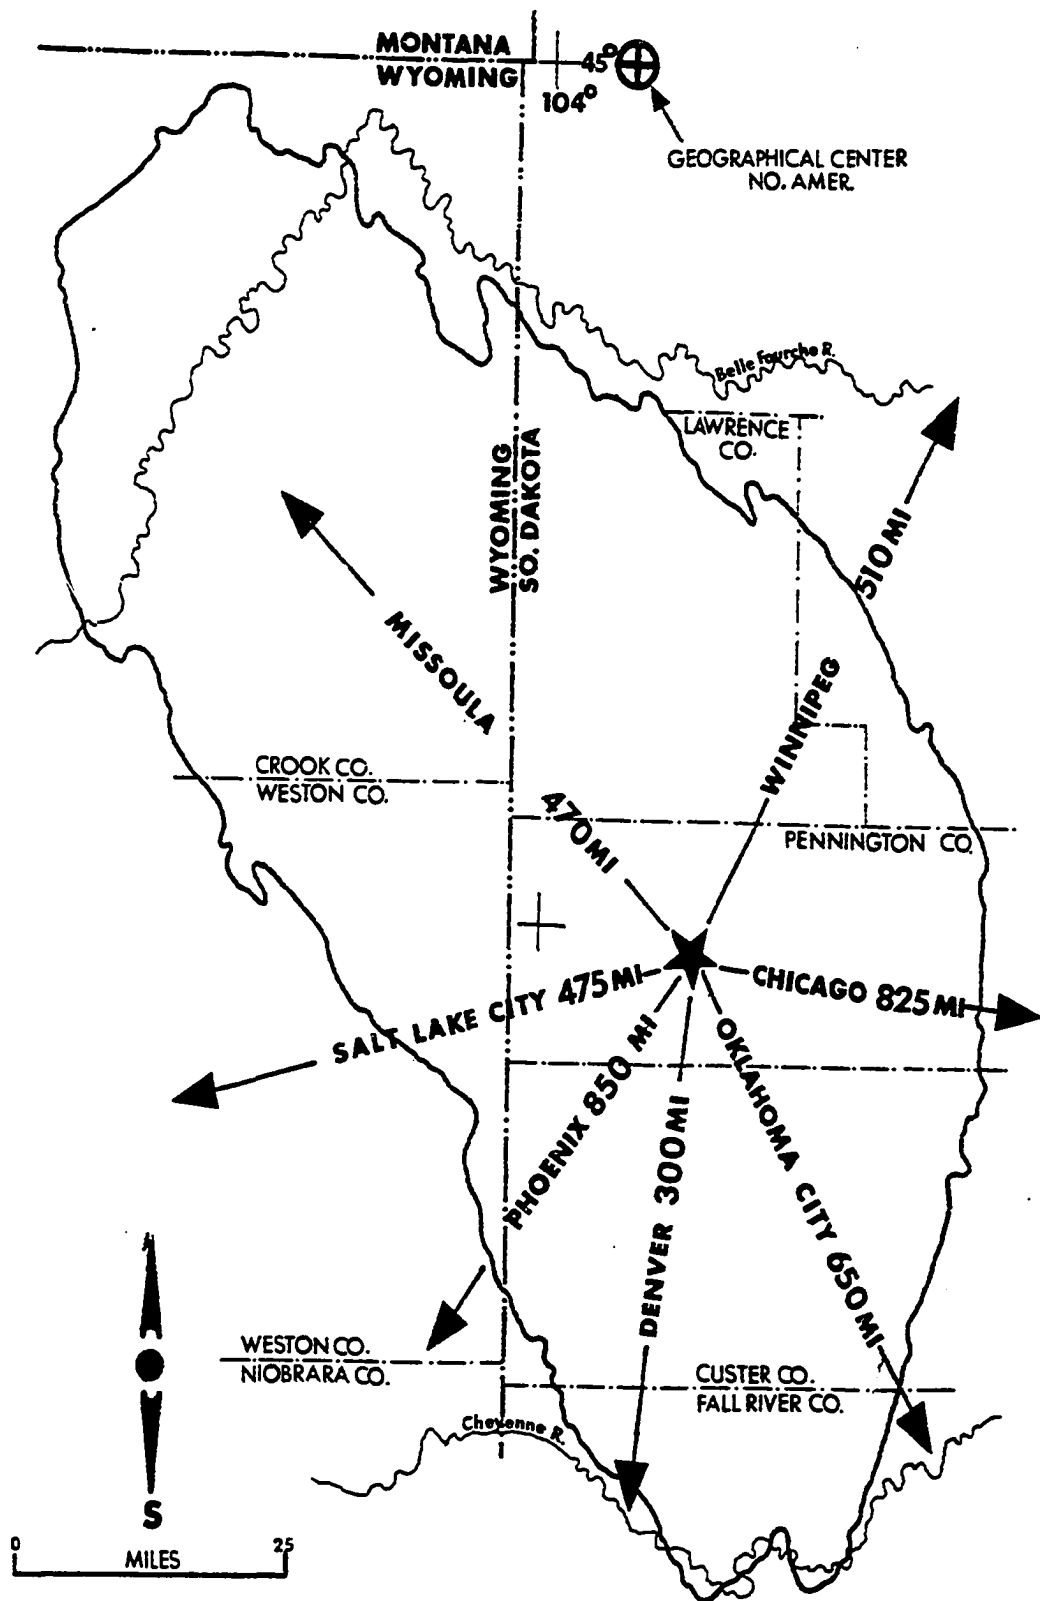 MONTANA
WYOMING
45°
104°
GEOGRAPHICAL CENTER
NO. AMER.
Belle Fourche R.
LAWRENCE
CO.
WYOMING
SO. DAKOTA
510 MI
WINNIPEG
MISSOULA
470 MI
CROOK CO.
WESTON CO.
PENNINGTON CO.
SALT LAKE CITY 475 MI
CHICAGO 825 MI
PHOENIX 850 MI
DENVER 300 MI
OKLAHOMA CITY 650 MI
WESTON CO.
NIOBRARA CO.
CUSTER CO.
FALL RIVER CO.
Cheyenne R.
N
S
0 25
MILES